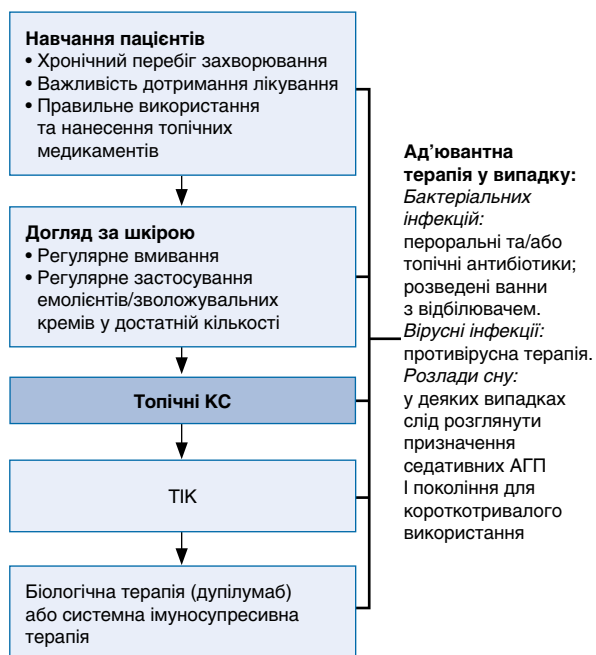 Навчання пацієнтів
• Хронічний перебіг захворювання
• Важливість дотримання лікування
• Правильне використання
та нанесення топічних
медикаментів
Догляд за шкірою
• Регулярне вмивання
• Регулярне застосування
емолієнтів/зволожувальних
кремів у достатній кількості
Топічні КС
ТІК
Біологічна терапія (дупілумаб)
або системна імуносупресивна
терапія
Ад’ювантна
терапія у випадку:
Бактеріальних
інфекцій:
пероральні та/або
топічні антибіотики;
розведені ванни
з відбілювачем.
Вірусні інфекції:
противірусна терапія.
Розлади сну:
у деяких випадках
слід розглянути
призначення
седативних АГП
І покоління для
короткотривалого
використання